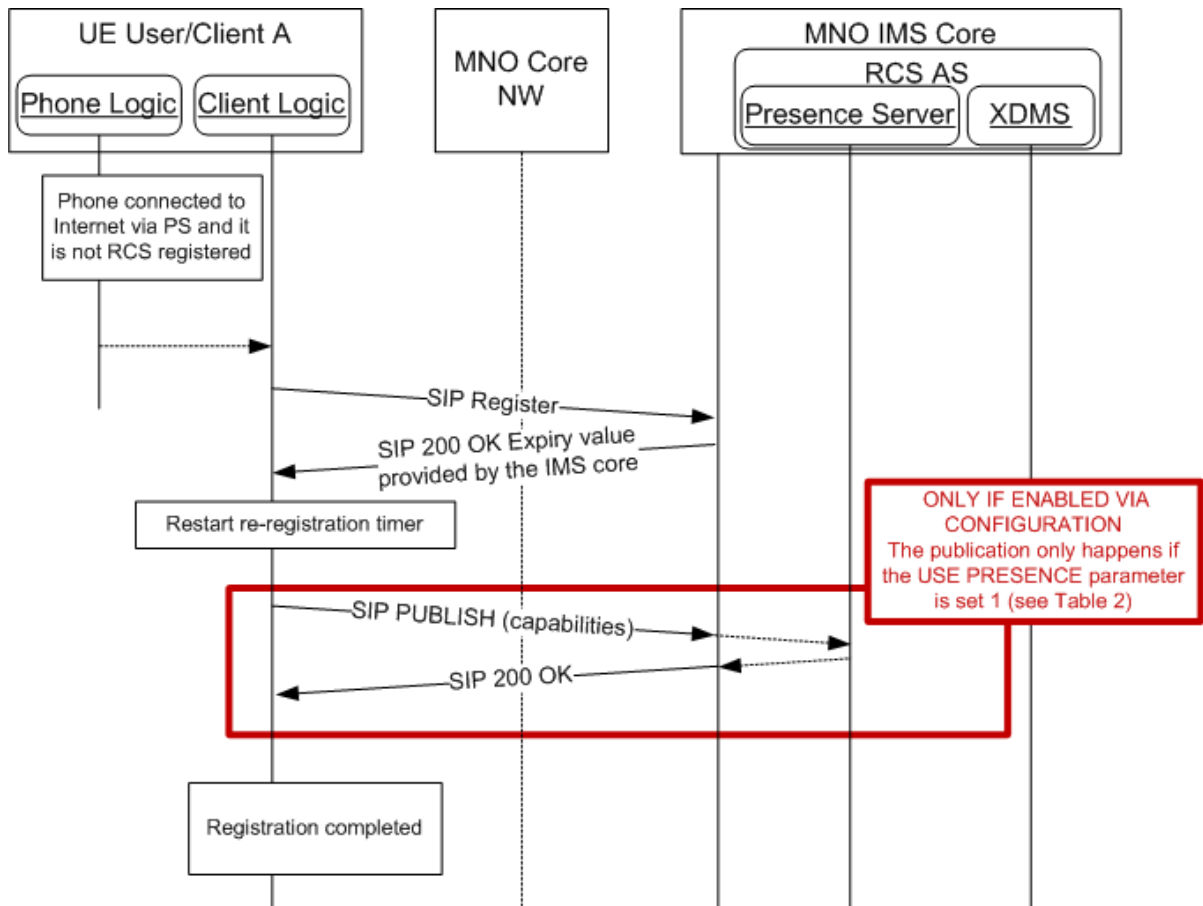 UE User/Client A
Phone Logic
Client Logic
MNO Core
NW
MNO IMS Core
RCS AS
Presence Server
XDMS
Phone connected to
Internet via PS and it
is not RCS registered
SIP Register
SIP 200 OK Expiry value
provided by the IMS core
Restart re-registration timer
ONLY IF ENABLED VIA
CONFIGURATION
The publication only happens if
the USE PRESENCE parameter
is set 1 (see Table 2)
SIP PUBLISH (capabilities)
SIP 200 OK
Registration completed